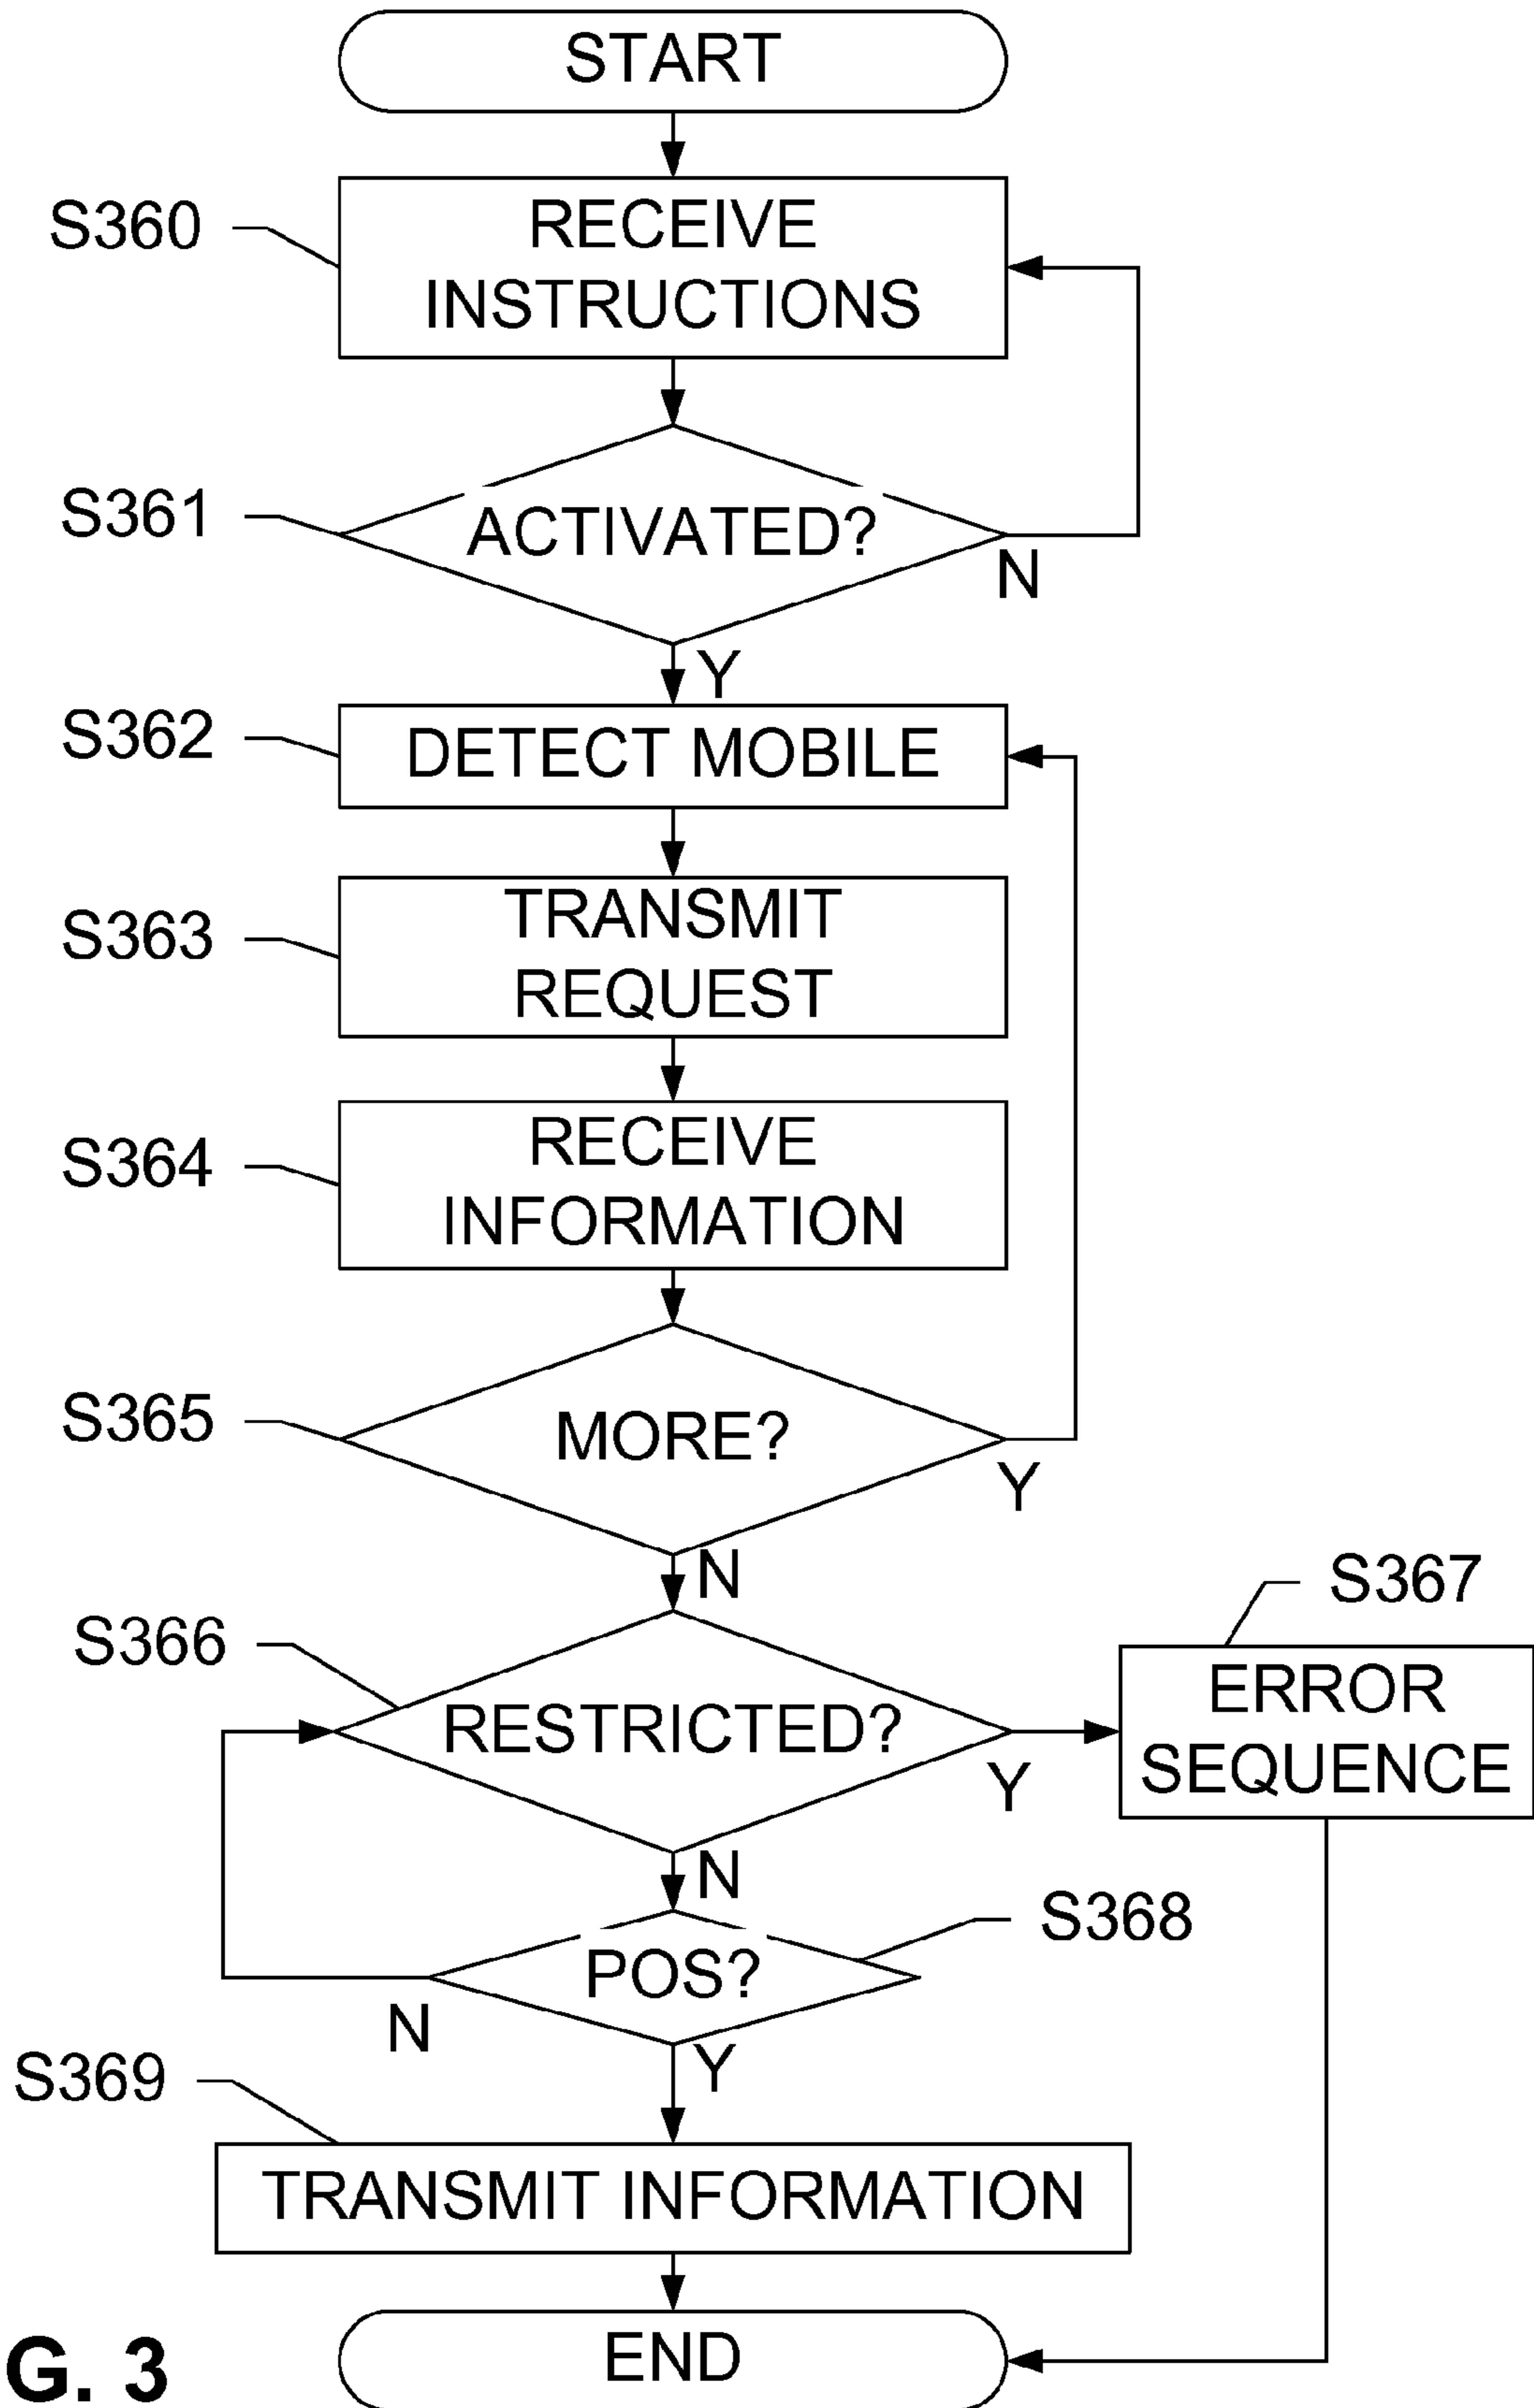 START
S360
RECEIVE
INSTRUCTIONS
S361
ACTIVATED?
N
Y
S362
DETECT MOBILE
S363
TRANSMIT
REQUEST
S364
RECEIVE
INFORMATION
S365
MORE?
Y
N
S366
RESTRICTED?
Y
S367
ERROR
SEQUENCE
N
S368
POS?
N
Y
S369
TRANSMIT INFORMATION
END
G. 3